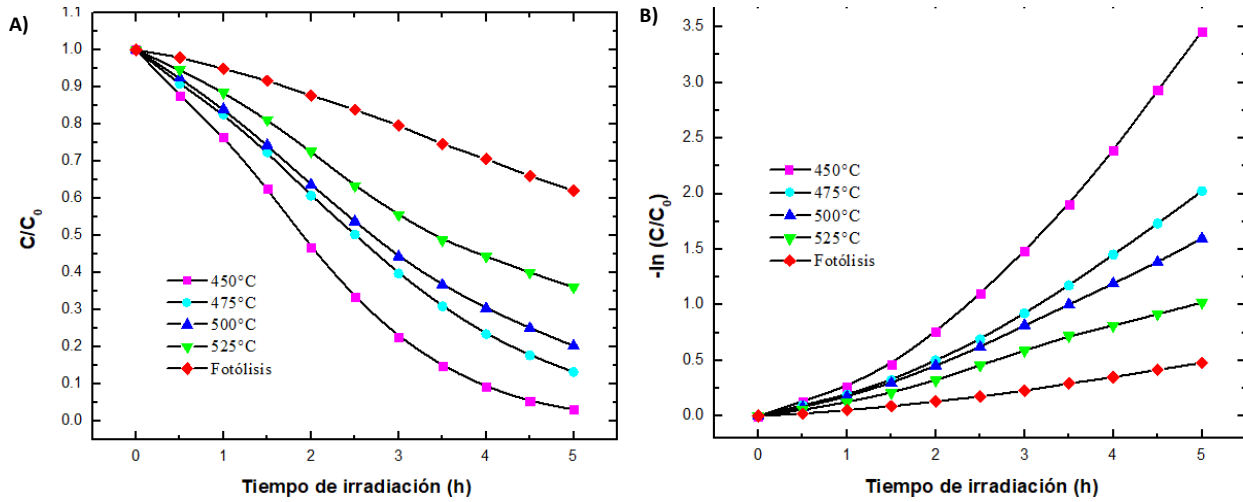 A)
1.1
1.0
0.9
0.8
0.7
0.6
0.5
0.4
0.3
0.2
0.1
0.0
C/C0
450°C
475°C
500°C
525°C
Fotólisis
0 1 2 3 4 5
Tiempo de irradiación (h)
B)
3.5
3.0
2.5
2.0
1.5
1.0
0.5
0.0
-ln (C/C0)
450°C
475°C
500°C
525°C
Fotólisis
0 1 2 3 4 5
Tiempo de irradiación (h)